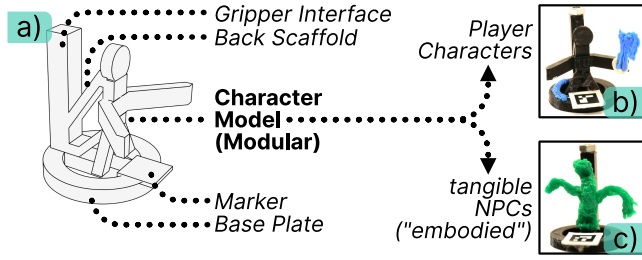 a)
Gripper Interface
Back Scaffold
Character
Model
(Modular)
Marker
Base Plate
Player
Characters
tangible
NPCs
("embodied")
b)
c)